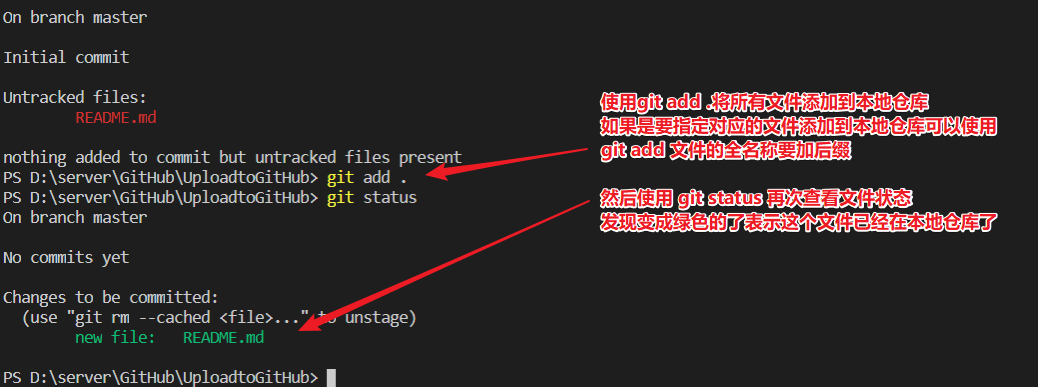 On branch master
Initial commit
Untracked files:
README.md
使用git add .将所有文件添加到本地仓库
如果是要指定对应的文件添加到本地仓库可以使用
git add 文件的全名称要加后缀
nothing added to commit but untracked files present
PS D:\server\GitHub\UploadtoGitHub> git add .
PS D:\server\GitHub\UploadtoGitHub> git status
然后使用 git status 再次查看文件状态
发现变成绿色的了表示这个文件已经在本地仓库了
On branch master
No commits yet
Changes to be committed:
(use "git rm --cached <file>..." to unstage)
new file:   README.md
PS D:\server\GitHub\UploadtoGitHub>